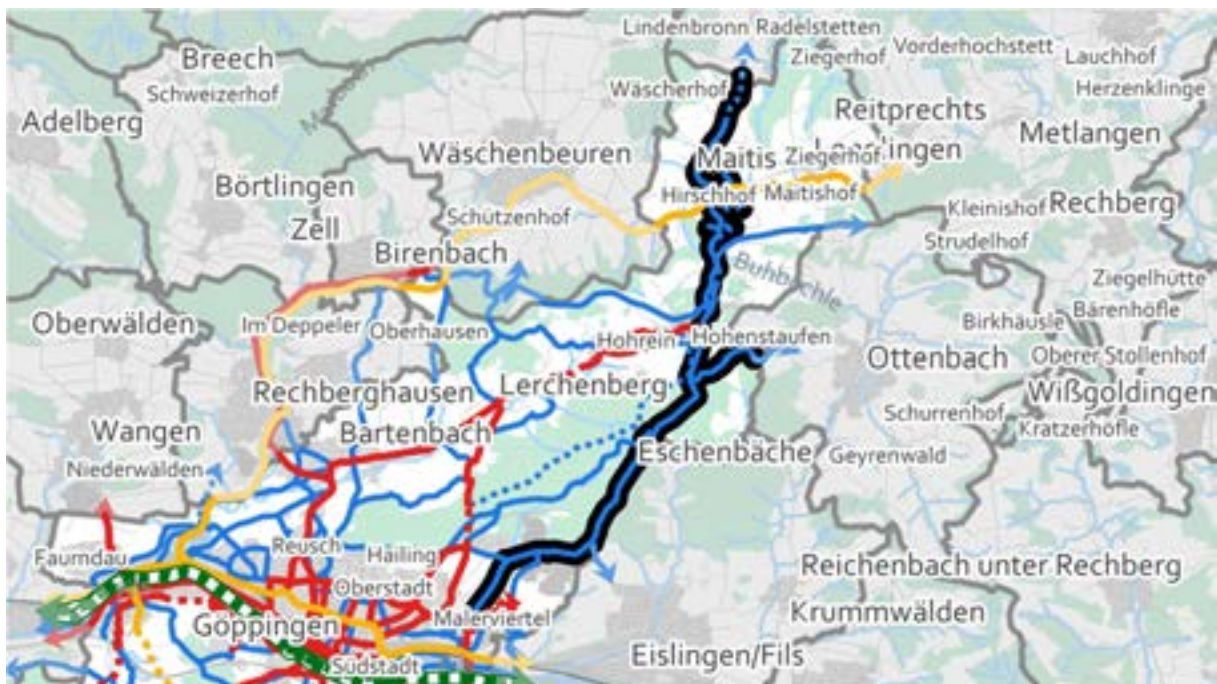 Lindenbronn Radelstetten
Breech
Ziegerhof
Vorderhochstett
Lauchhof
Schweizerhof
Wäscherhof
Herzenklinge
Adelberg
Reitprechts
Metlangen
Wäschenbeuren
Maitis
Ziegerhof
Börtlingen
Hirschhof
Maitishof
Zell
Schützenhof
Kleinishof
Rechberg
Birenbach
Strudelhof
Buhbächle
Ziegelhütte
Oberwälden
Im Deppeler
Oberhausen
Hohrein
Hohenstaufen
Birkhäusle
Bärenhöfle
Ottenbach
Oberer Stollenhof
Rechberghausen
Lerchenberg
Wißgoldingen
Wangen
Bartenbach
Schurrenhof
Kratzerhöfle
Eschenbäche
Geyrenwald
Niederwälden
Faurndau
Reusch
Hailing
Reichenbach unter Rechberg
Oberstadt
Göppingen
Malerviertel
Krummwälden
Südstadt
Eislingen/Fils